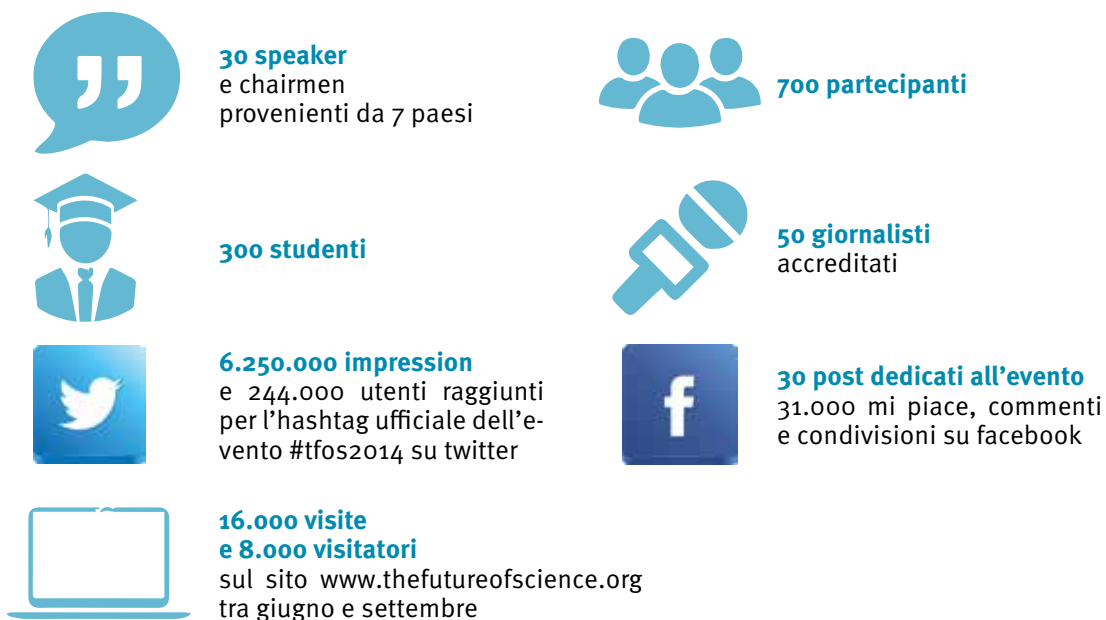 30 speaker
e chairmen
provenienti da 7 paesi
700 partecipanti
300 studenti
50 giornalisti
accreditati
6.250.000 impression
e 244.000 utenti raggiunti
per l’hashtag ufficiale dell’e-
vento #tfos2014 su twitter
30 post dedicati all’evento
31.000 mi piace, commenti
e condivisioni su facebook
16.000 visite
e 8.000 visitatori
sul sito www.thefutureofscience.org
tra giugno e settembre